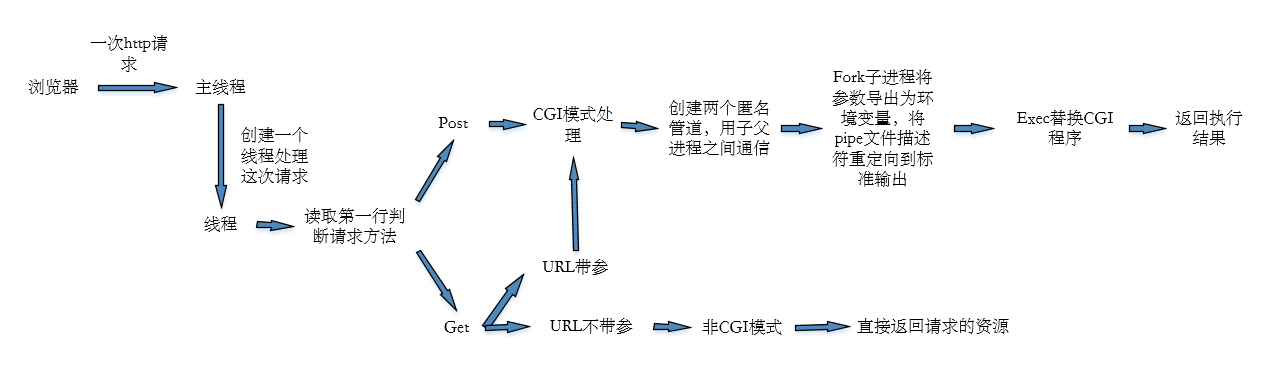 一次http请
求
浏览器
主线程
创建一个
线程处理
这次请求
线程
读取第一行判
断请求方法
Post
CGI模式处
理
创建两个匿名
管道，用子父
进程之间通信
Fork子进程将
参数导出为环
境变量，将
pipe文件描述
符重定向到标
准输出
Exec替换CGI
程序
返回执行
结果
URL带参
Get
URL不带参
非CGI模式
直接返回请求的资源